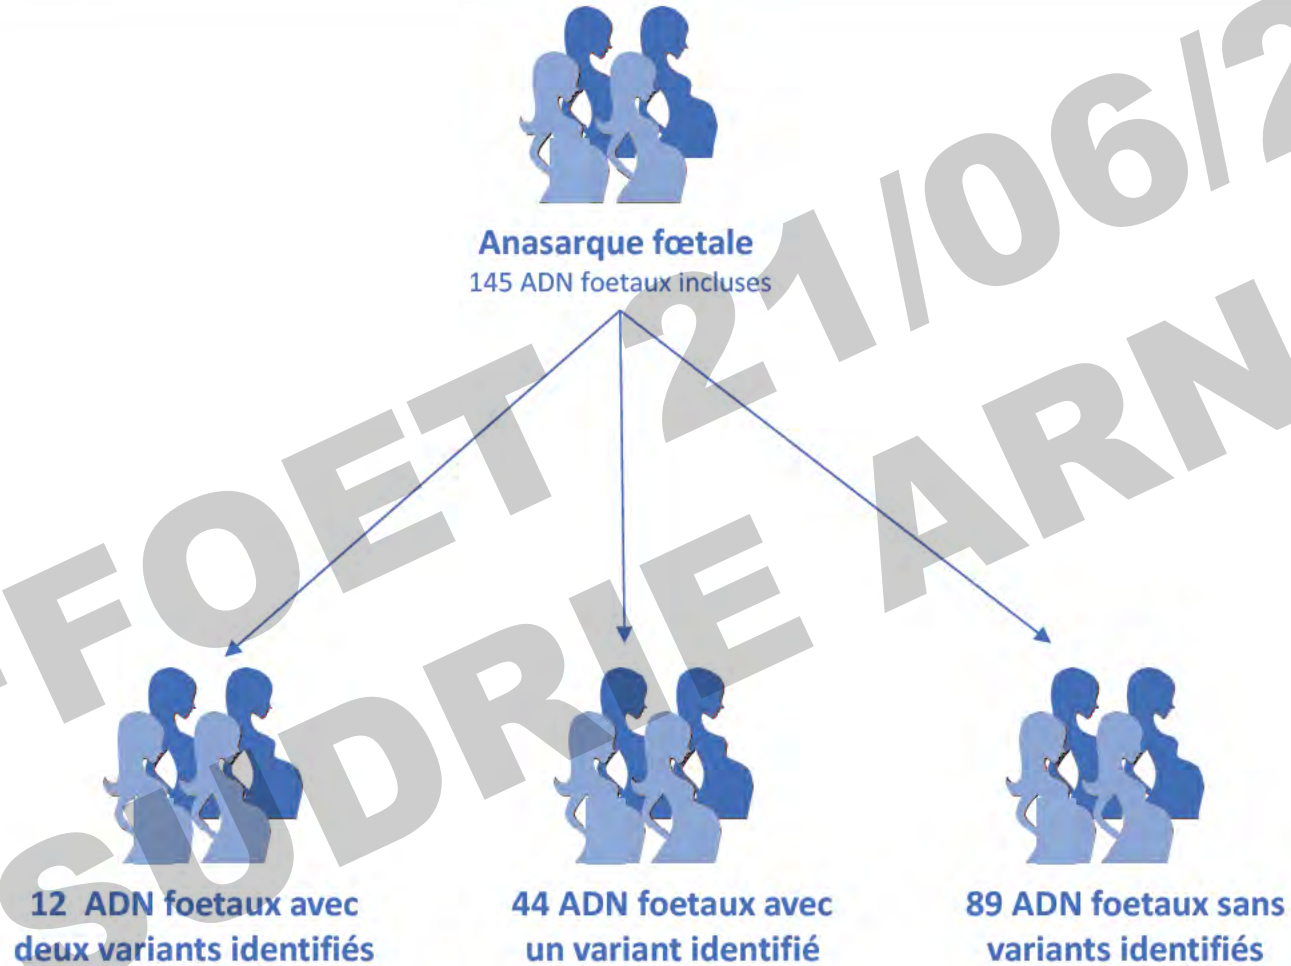 Anasarque fœtale
145 ADN foetaux incluses
FOET 21/06/2
SUDRIE ARN
12 ADN foetaux avec
deux variants identifiés
44 ADN foetaux avec
un variant identifié
89 ADN foetaux sans
variants identifiés